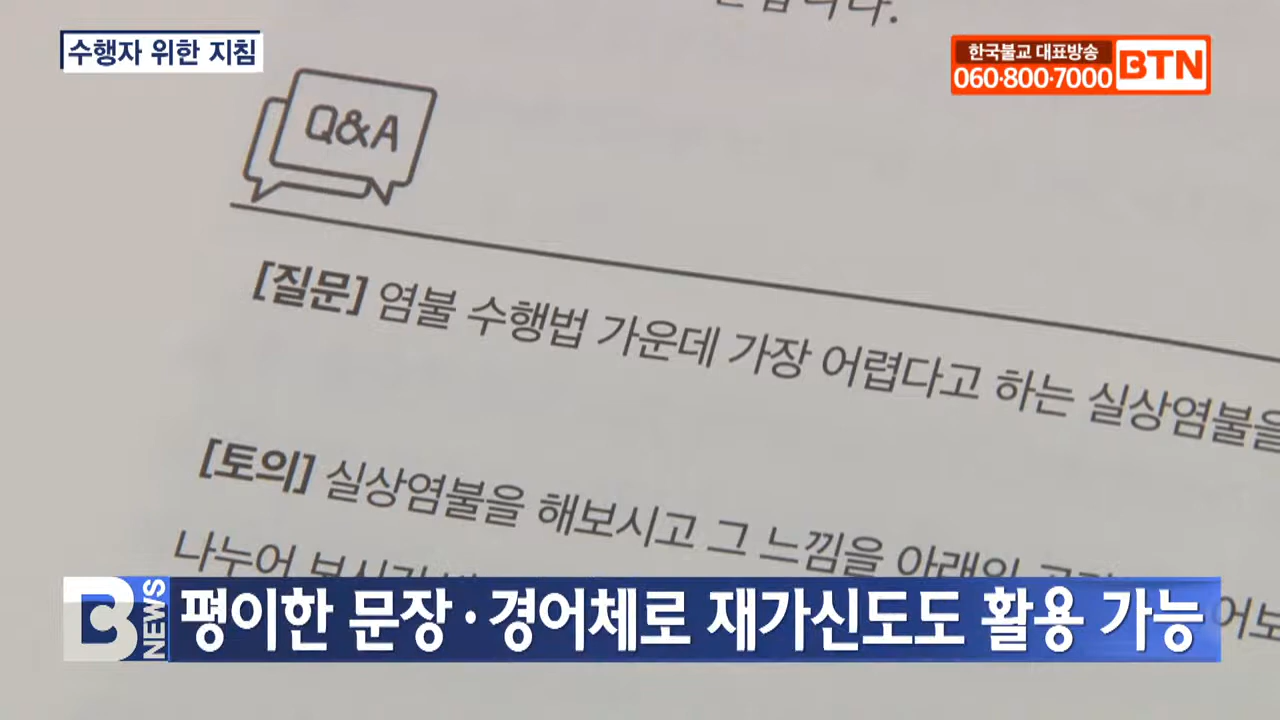 수행자 위한 지침
한국불교 대표방송
060·800·7000
BTN
Q&A
[질문] 염불 수행법 가운데 가장 어렵다고 하는 실상염불을
[토의] 실상염불을 해보시고 그 느낌을
나누어
B NEWS
평이한 문장·경어체로 재가신도도 활용 가능